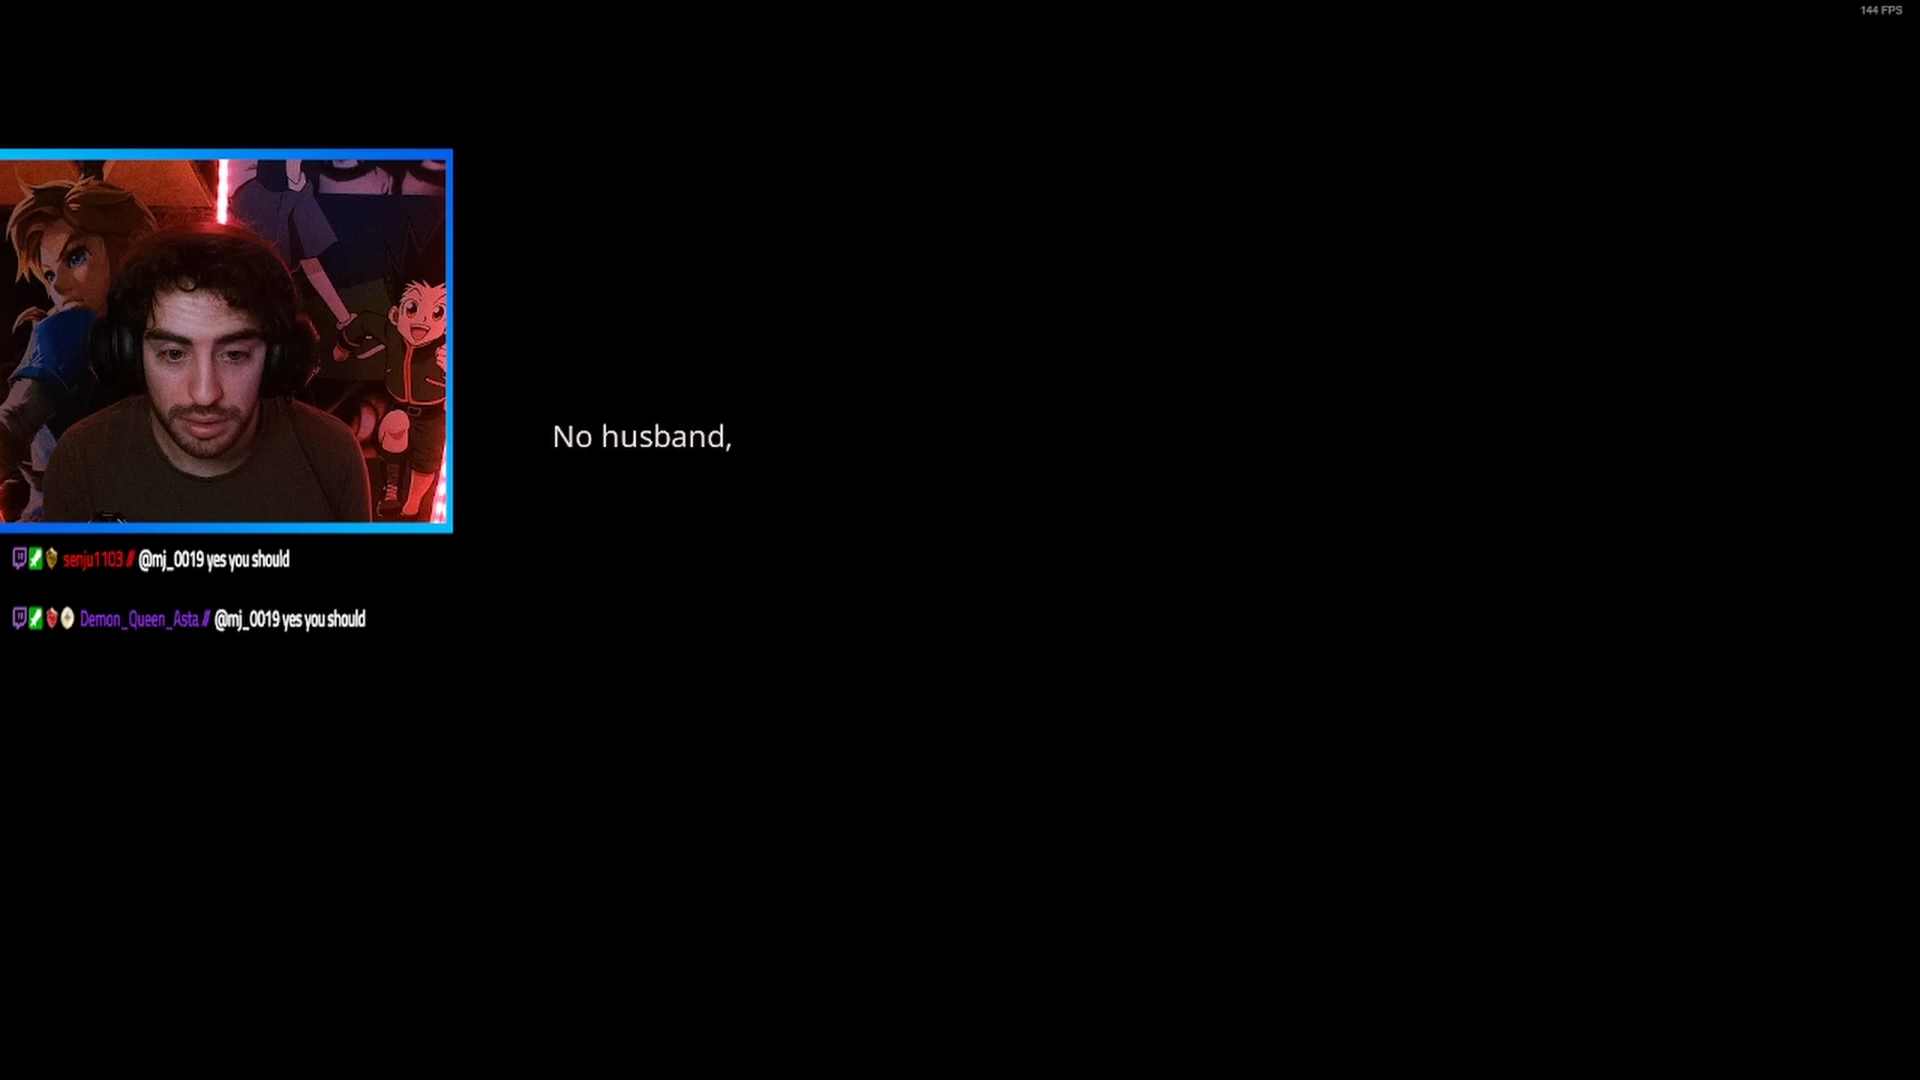 144 FPS
No husband,
senju1103 // @mj_0019 yes you should
Demon_Queen_Asta // @mj_0019 yes you should